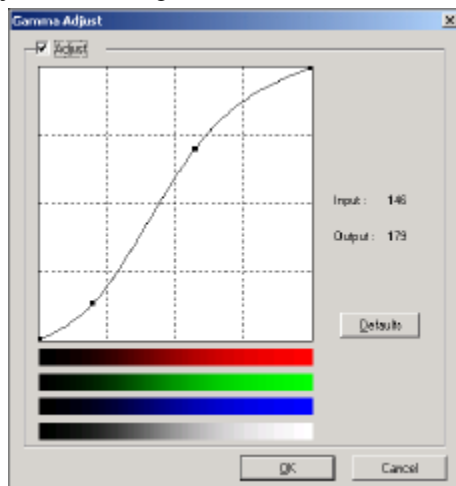 Gamma Adjust
Adjust
Input : 146
Output : 179
Defaults
OK
Cancel